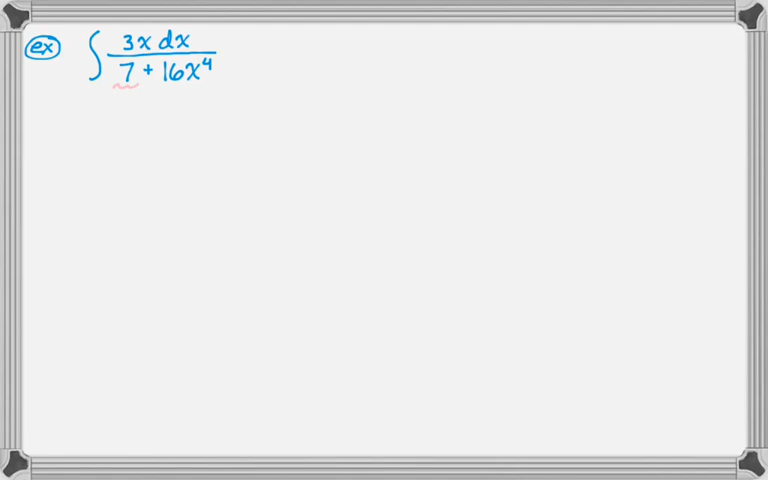 ex ∫ 3x dx
7 + 16x⁴